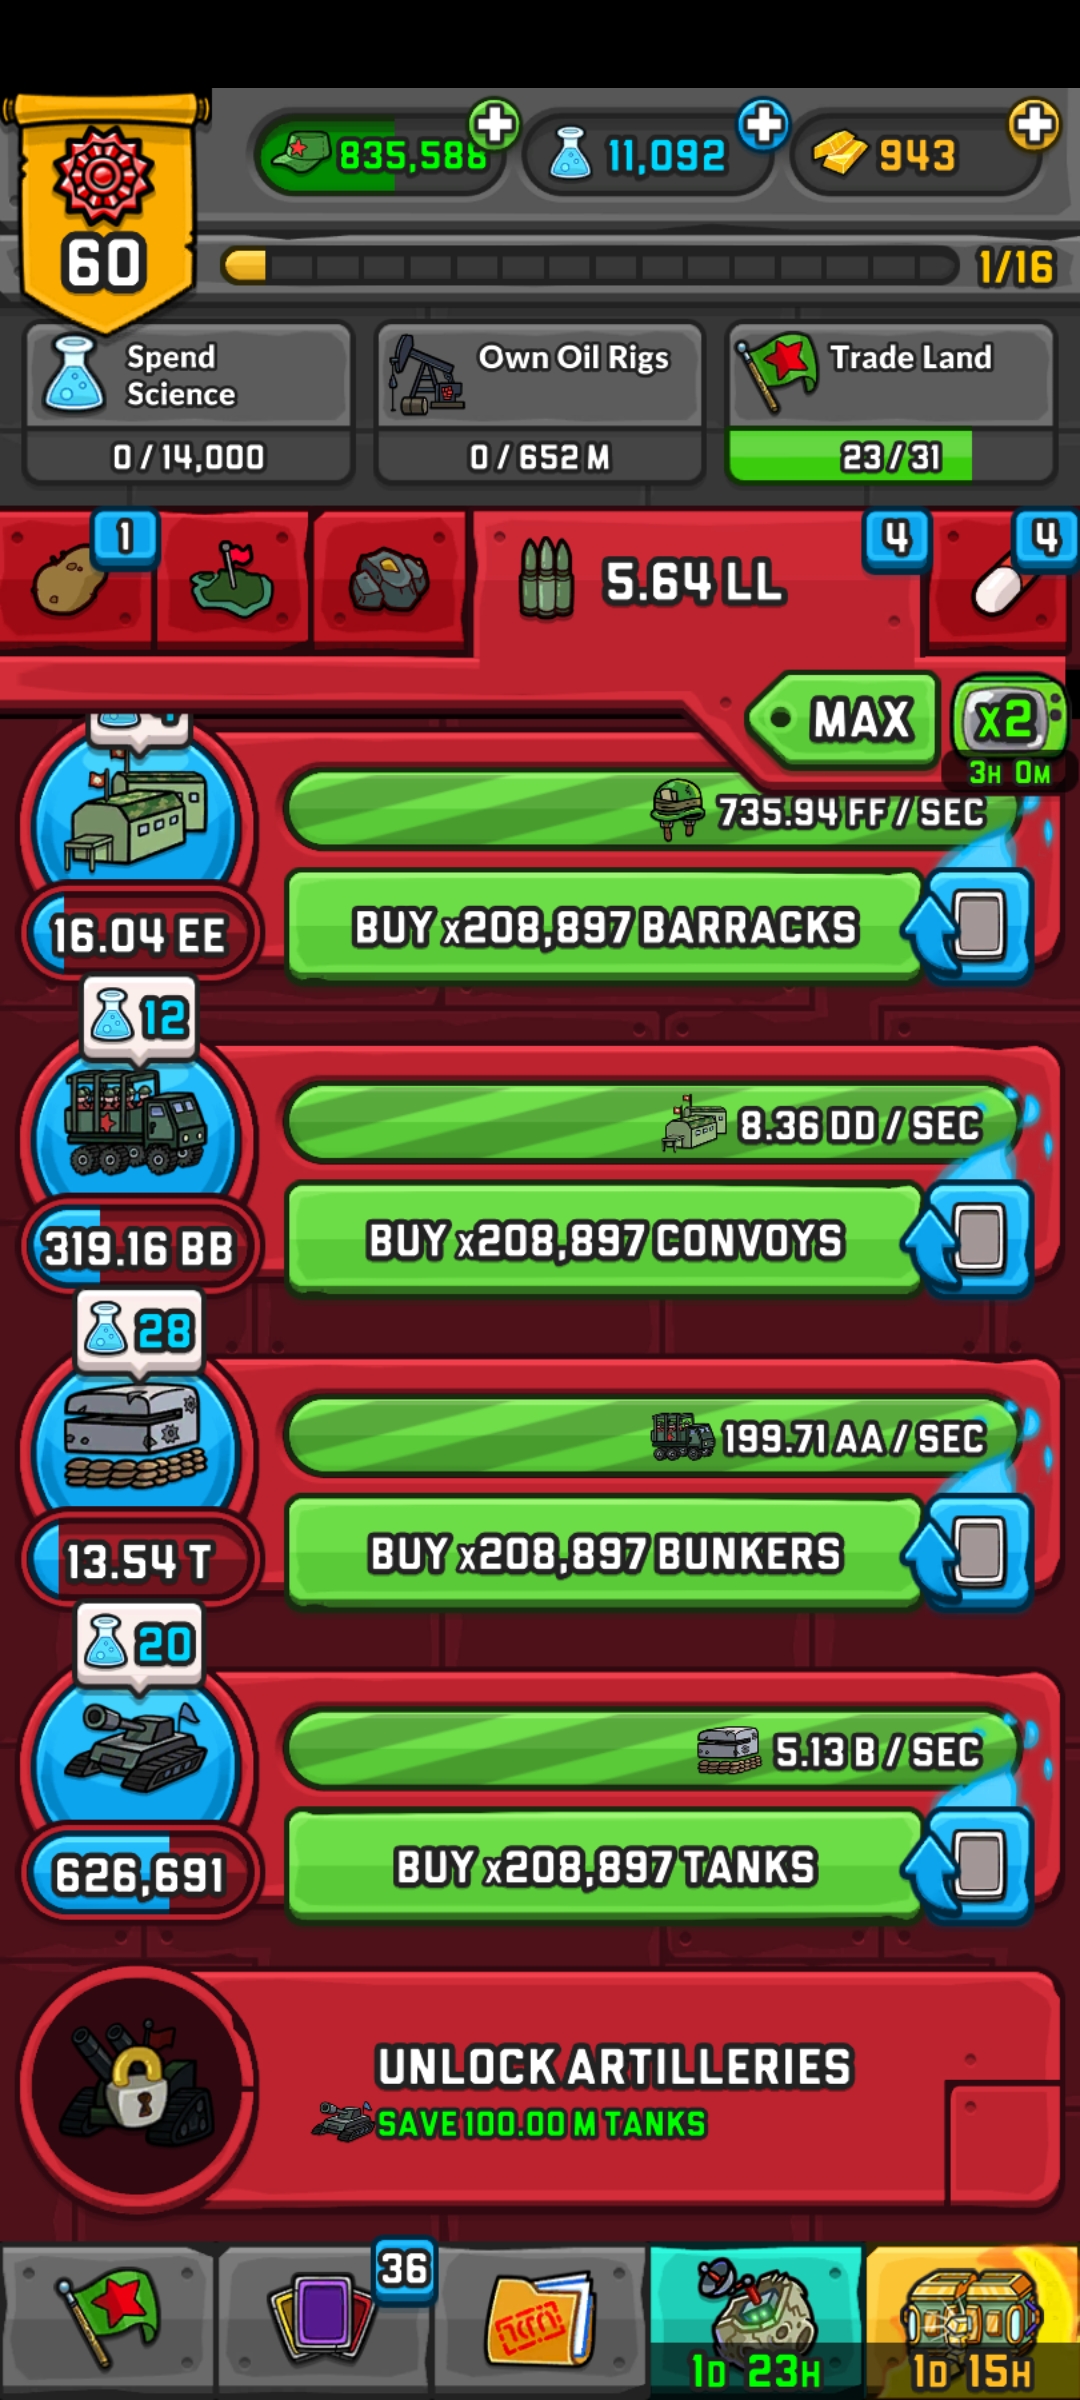 60
835,588
11,092
943
1/16
Spend
Science
0/14,000
Own Oil Rigs
0/652 M
Trade Land
23/31
1
5.64 LL
4
4
MAX
x2
3H 0M
735.94 FF/SEC
16.04 EE
BUY x208,897 BARRACKS
12
8.36 DD/SEC
319.16 BB
BUY x208,897 CONVOYS
28
199.71 AA/SEC
13.54 T
BUY x208,897 BUNKERS
20
5.13 B/SEC
626,691
BUY x208,897 TANKS
UNLOCK ARTILLERIES
SAVE 100.00 M TANKS
36
1D 23H
1D 15H